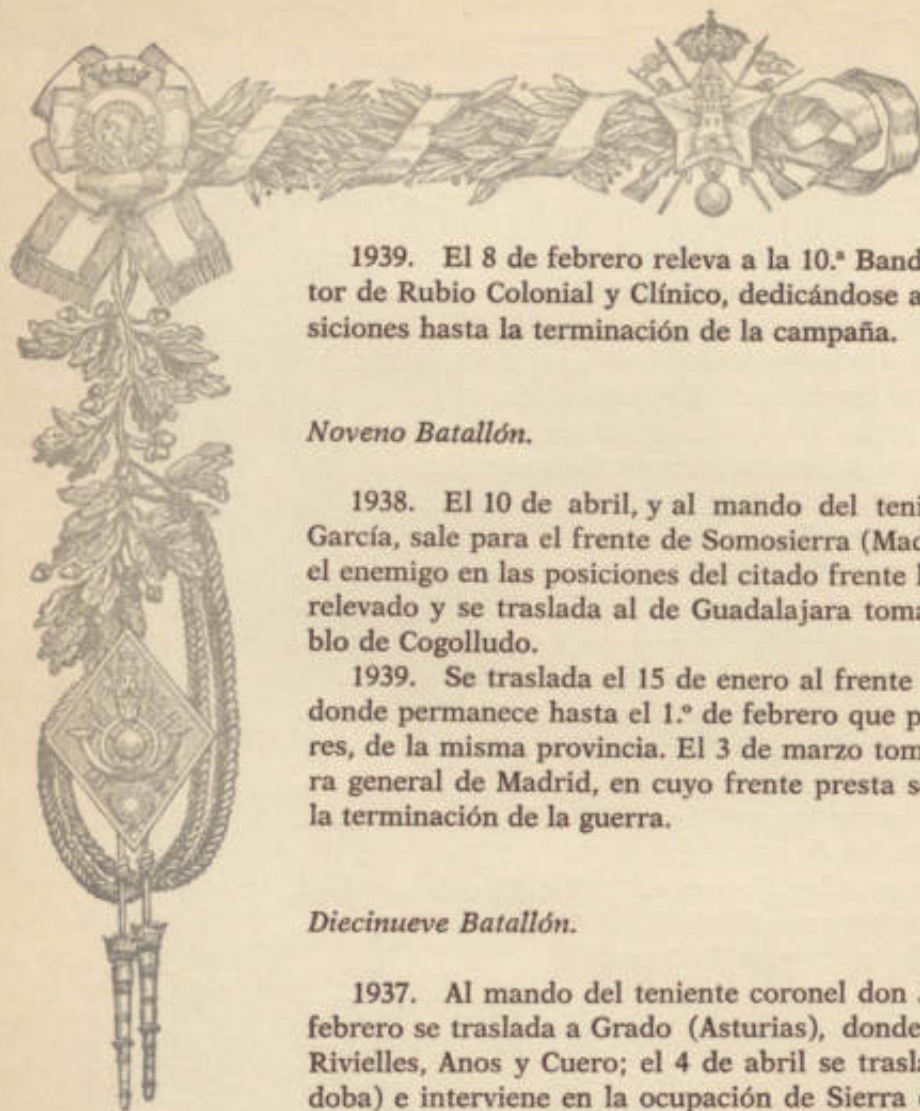 1939. El 8 de febrero releva a la 10.ª Band
tor de Rubio Colonial y Clínico, dedicándose a
siciones hasta la terminación de la campaña.
Noveno Batallón.
1938. El 10 de abril, y al mando del teni
García, sale para el frente de Somosierra (Mad
el enemigo en las posiciones del citado frente
relevado y se traslada al de Guadalajara toma
blo de Cogolludo.
1939. Se traslada el 15 de enero al frente
donde permanece hasta el 1.º de febrero que p
res, de la misma provincia. El 3 de marzo tom
ra general de Madrid, en cuyo frente presta s
la terminación de la guerra.
Diecinueve Batallón.
1937. Al mando del teniente coronel don
febrero se traslada a Grado (Asturias), donde
Rivielles, Anos y Cuero; el 4 de abril se trasla
doba) e interviene en la ocupación de Sierra